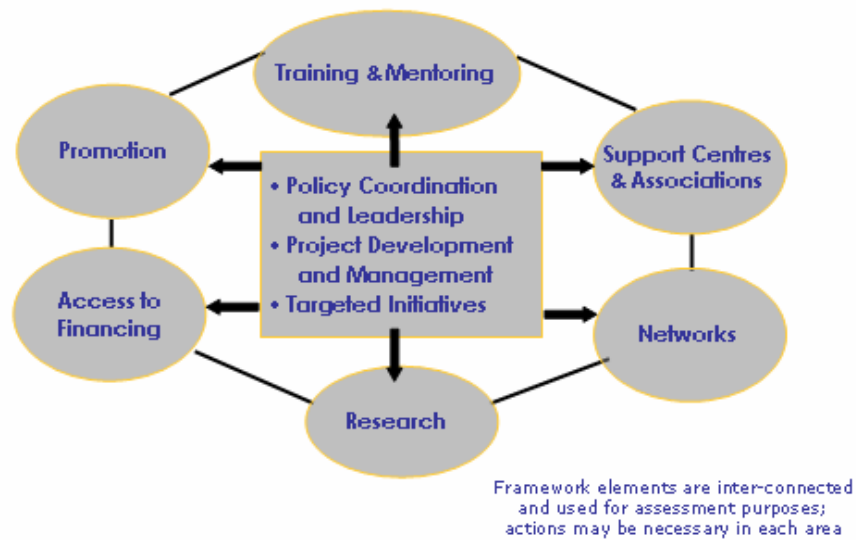 Training & Mentoring
Promotion
Support Centres
& Associations
• Policy Coordination
and Leadership
• Project Development
and Management
• Targeted Initiatives
Access to
Financing
Networks
Research
Framework elements are inter-connected
and used for assessment purposes;
actions may be necessary in each area